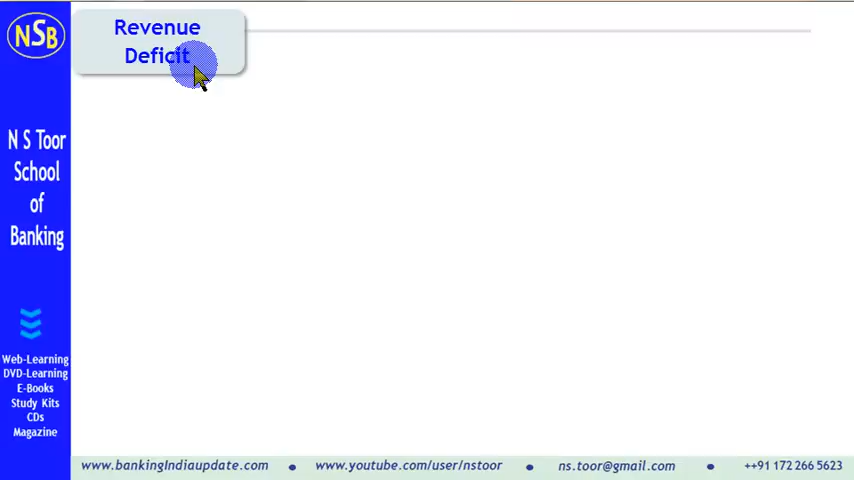 NSB
Revenue
Deficit
N S Toor
School
of
Banking
Web-Learning
DVD-Learning
E-Books
Study Kits
CDs
Magazine
www.bankingIndiaupdate.com ● www.youtube.com/user/nstoor ● ns.toor@gmail.com ● ++91 172 266 5623